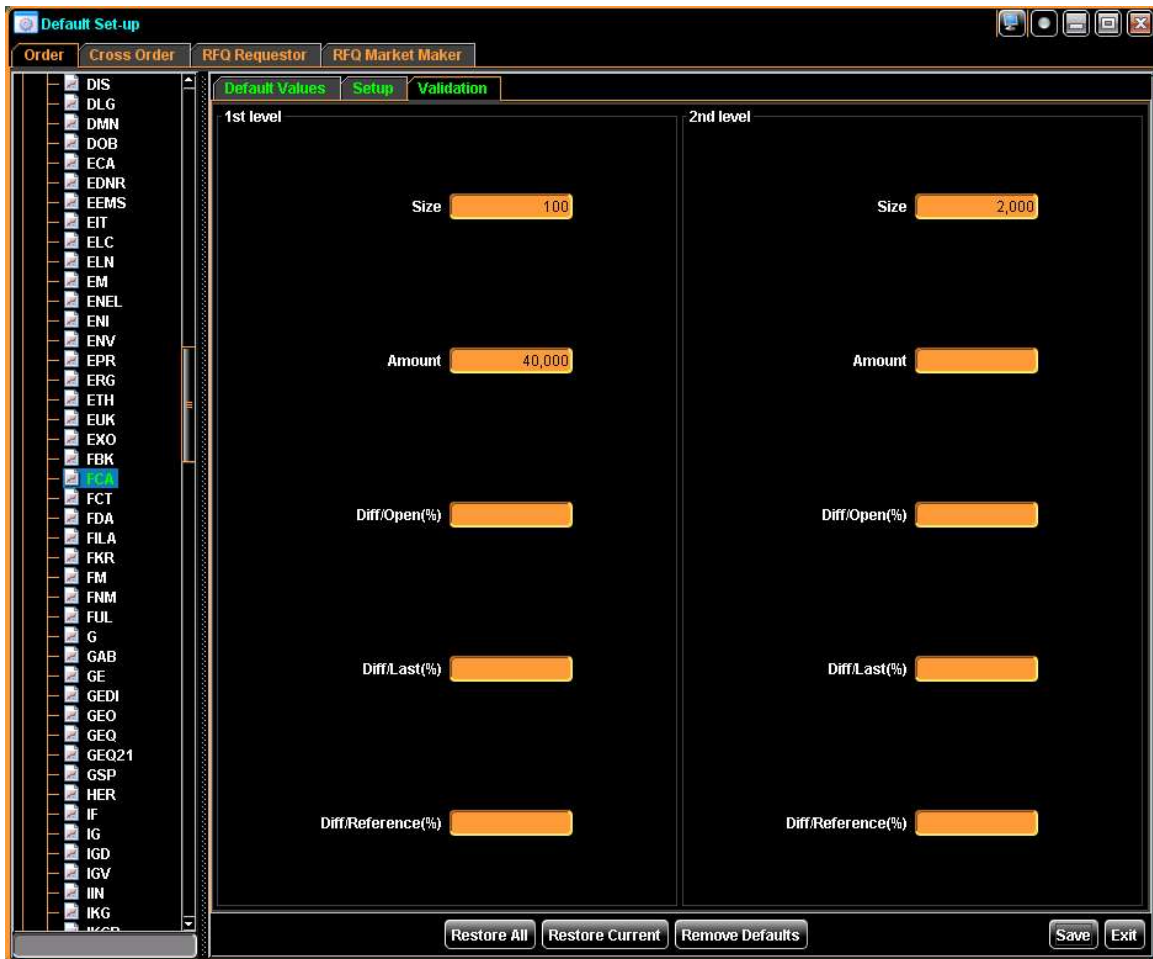 Default Set-up
Order Cross Order RFQ Requestor RFQ Market Maker
DIS
DLG
DMN
DOB
ECA
EDNR
EEMS
EIT
ELC
ELN
EM
ENEL
ENI
ENV
EPR
ERG
ETH
EUK
EXO
FBK
FCA
FCT
FDA
FILA
FKR
FM
FNM
FUL
G
GAB
GE
GEDI
GEO
GEQ
GEQ21
GSP
HER
IF
IG
IGD
IGV
IIN
IKG
Default Values Setup Validation
1st level 2nd level
Size 100 Size 2,000
Amount 40,000 Amount
Diff/Open(%) Diff/Open(%)
Diff/Last(%) Diff/Last(%)
Diff/Reference(%) Diff/Reference(%)
Restore All Restore Current Remove Defaults Save Exit